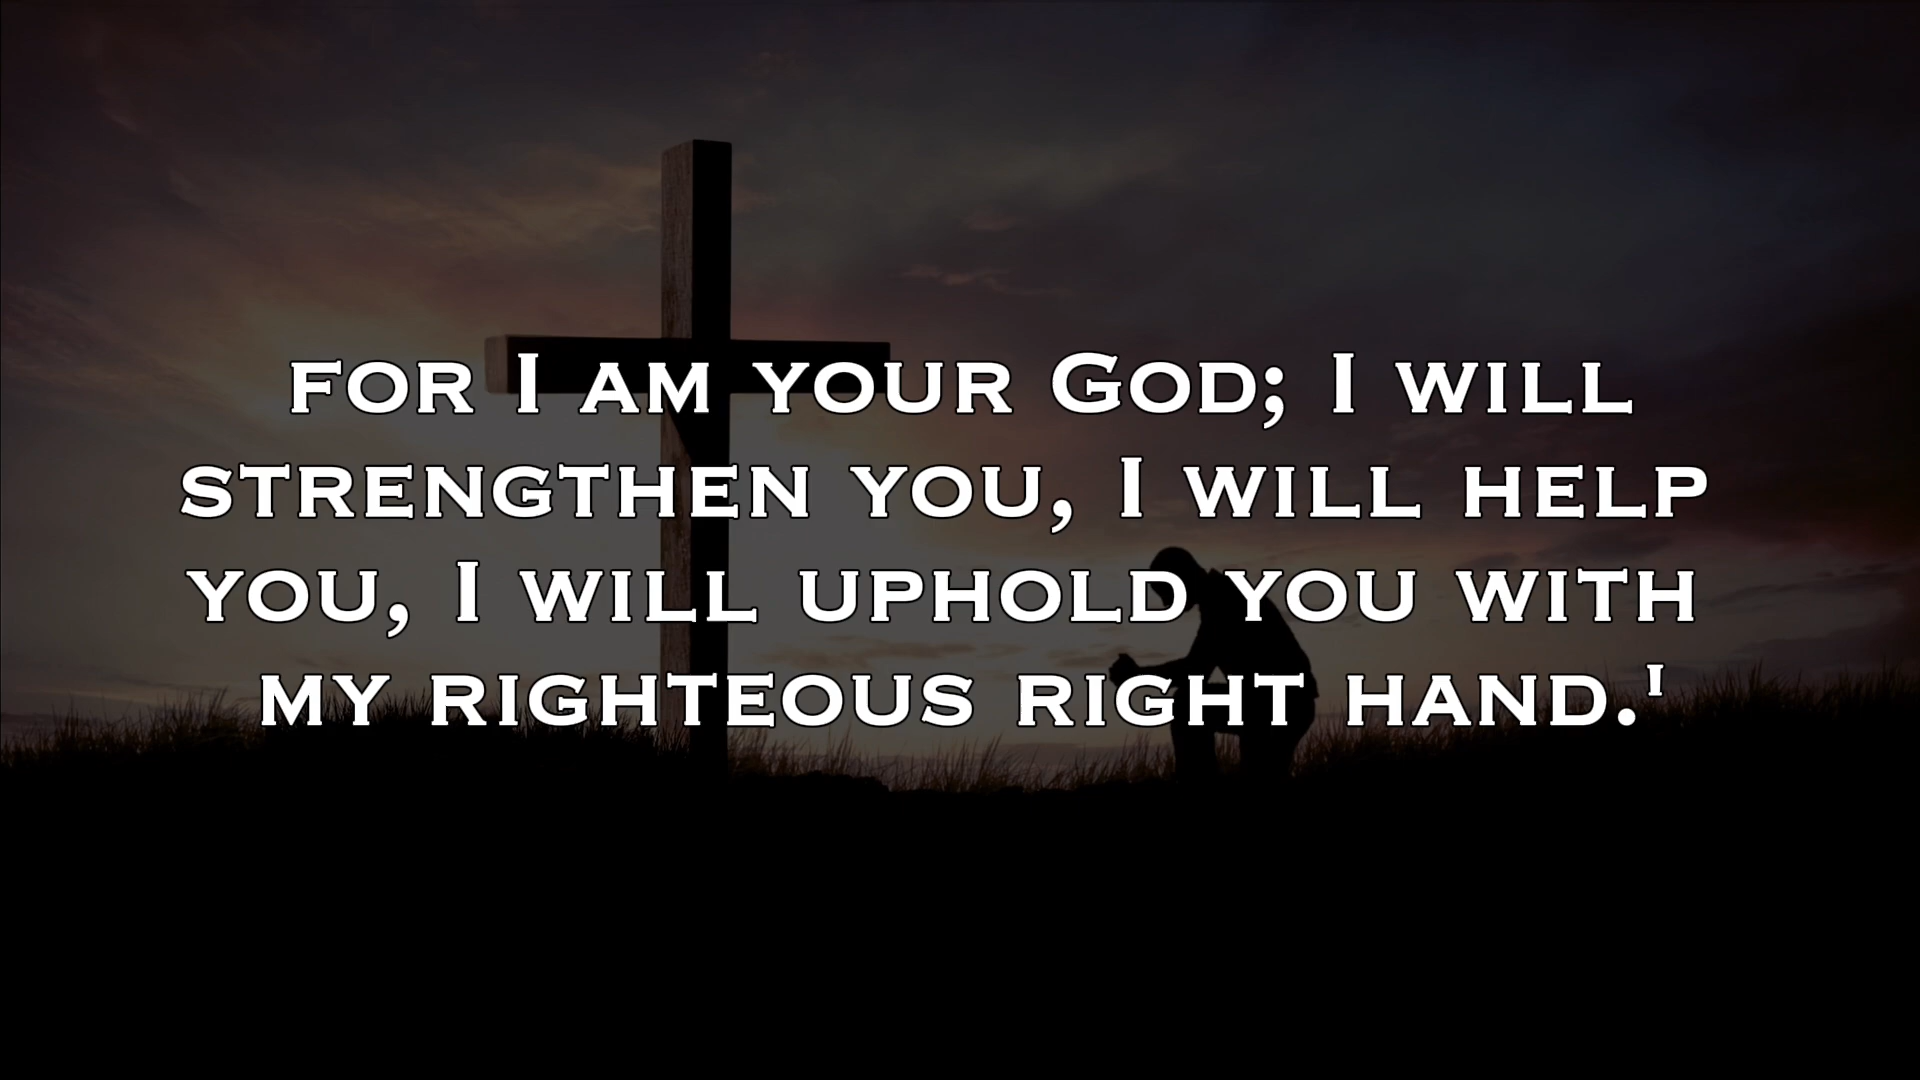 for I am your God; I will
strengthen you, I will help
you, I will uphold you with
my righteous right hand.'